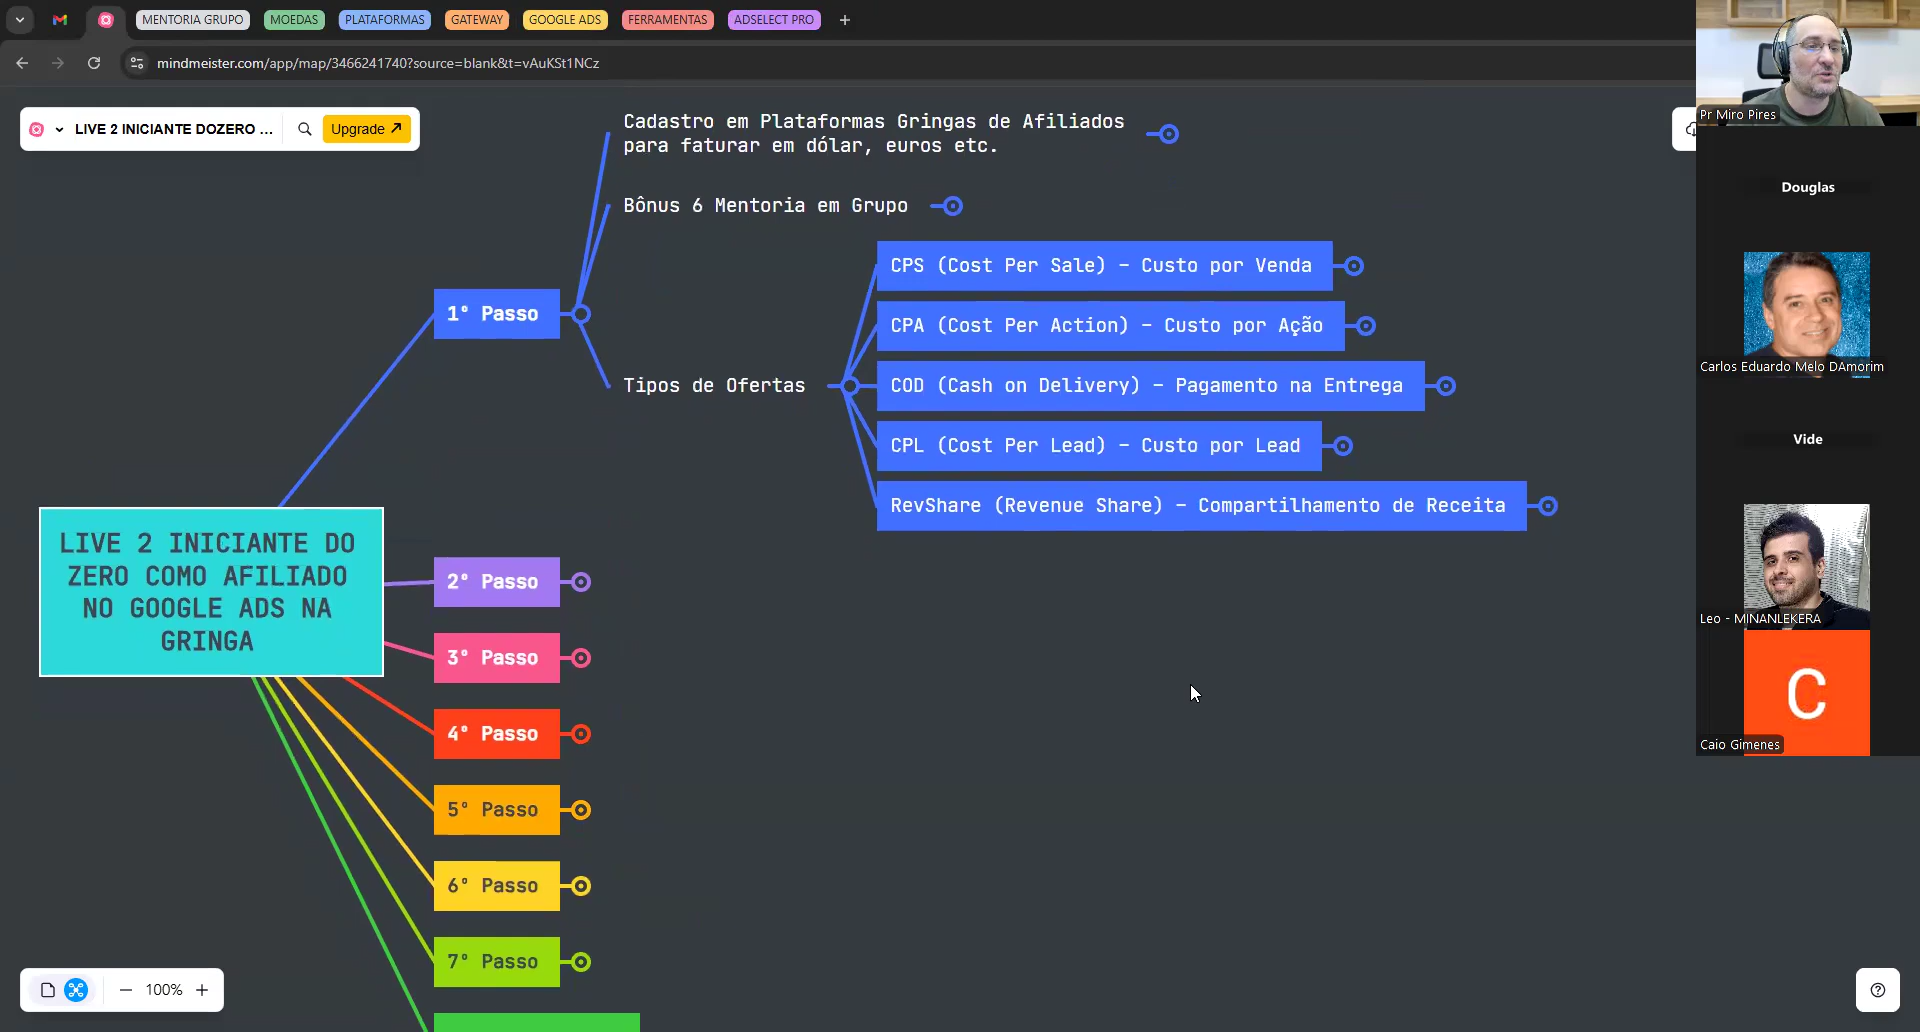 MENTORIA GRUPO
MOEDAS
PLATAFORMAS
GATEWAY
GOOGLE ADS
FERRAMENTAS
ADSELECT PRO
mindmeister.com/app/map/3466241740?source=blank&t=vAuKSt1NCz
LIVE 2 INICIANTE DOZERO ...
Upgrade
Cadastro em Plataformas Gringas de Afiliados
para faturar em dólar, euros etc.
Bônus 6 Mentoria em Grupo
1° Passo
Tipos de Ofertas
CPS (Cost Per Sale) - Custo por Venda
CPA (Cost Per Action) - Custo por Ação
COD (Cash on Delivery) - Pagamento na Entrega
CPL (Cost Per Lead) - Custo por Lead
RevShare (Revenue Share) - Compartilhamento de Receita
LIVE 2 INICIANTE DO
ZERO COMO AFILIADO
NO GOOGLE ADS NA
GRINGA
2° Passo
3° Passo
4° Passo
5° Passo
6° Passo
7° Passo
100%
Pr Miro Pires
Douglas
Carlos Eduardo Melo DAmorim
Vide
Leo - MINANLEKERA
C
Caio Gimenes